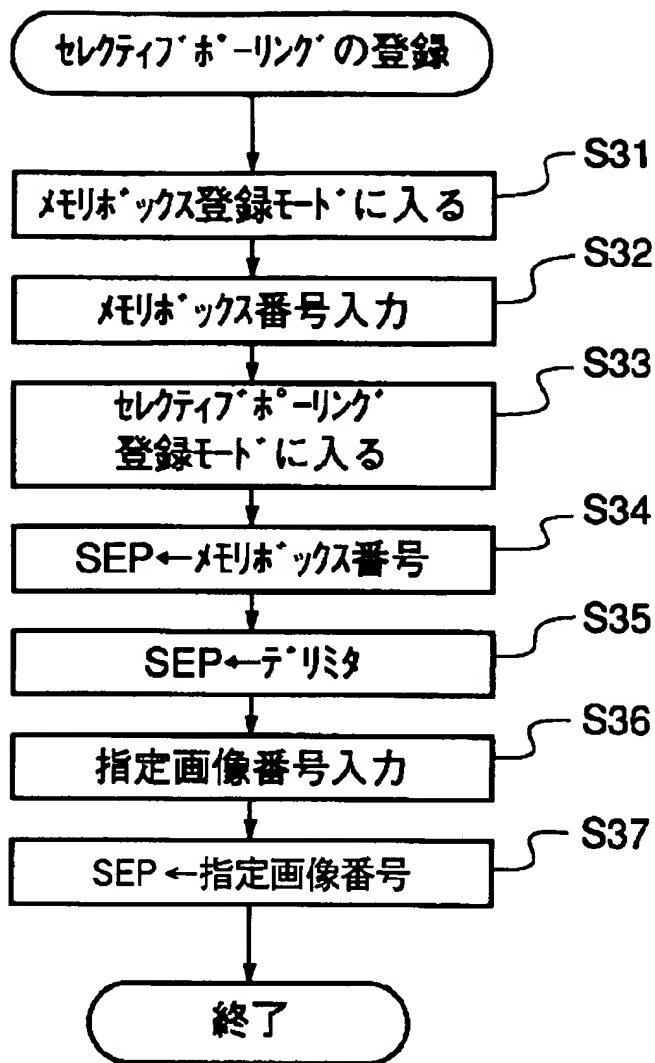 セレクティブポーリングの登録
S31
メモリボックス登録モードに入る
S32
メモリボックス番号入力
S33
セレクティブポーリング
登録モードに入る
S34
SEP←メモリボックス番号
S35
SEP←デリミタ
S36
指定画像番号入力
S37
SEP←指定画像番号
終了